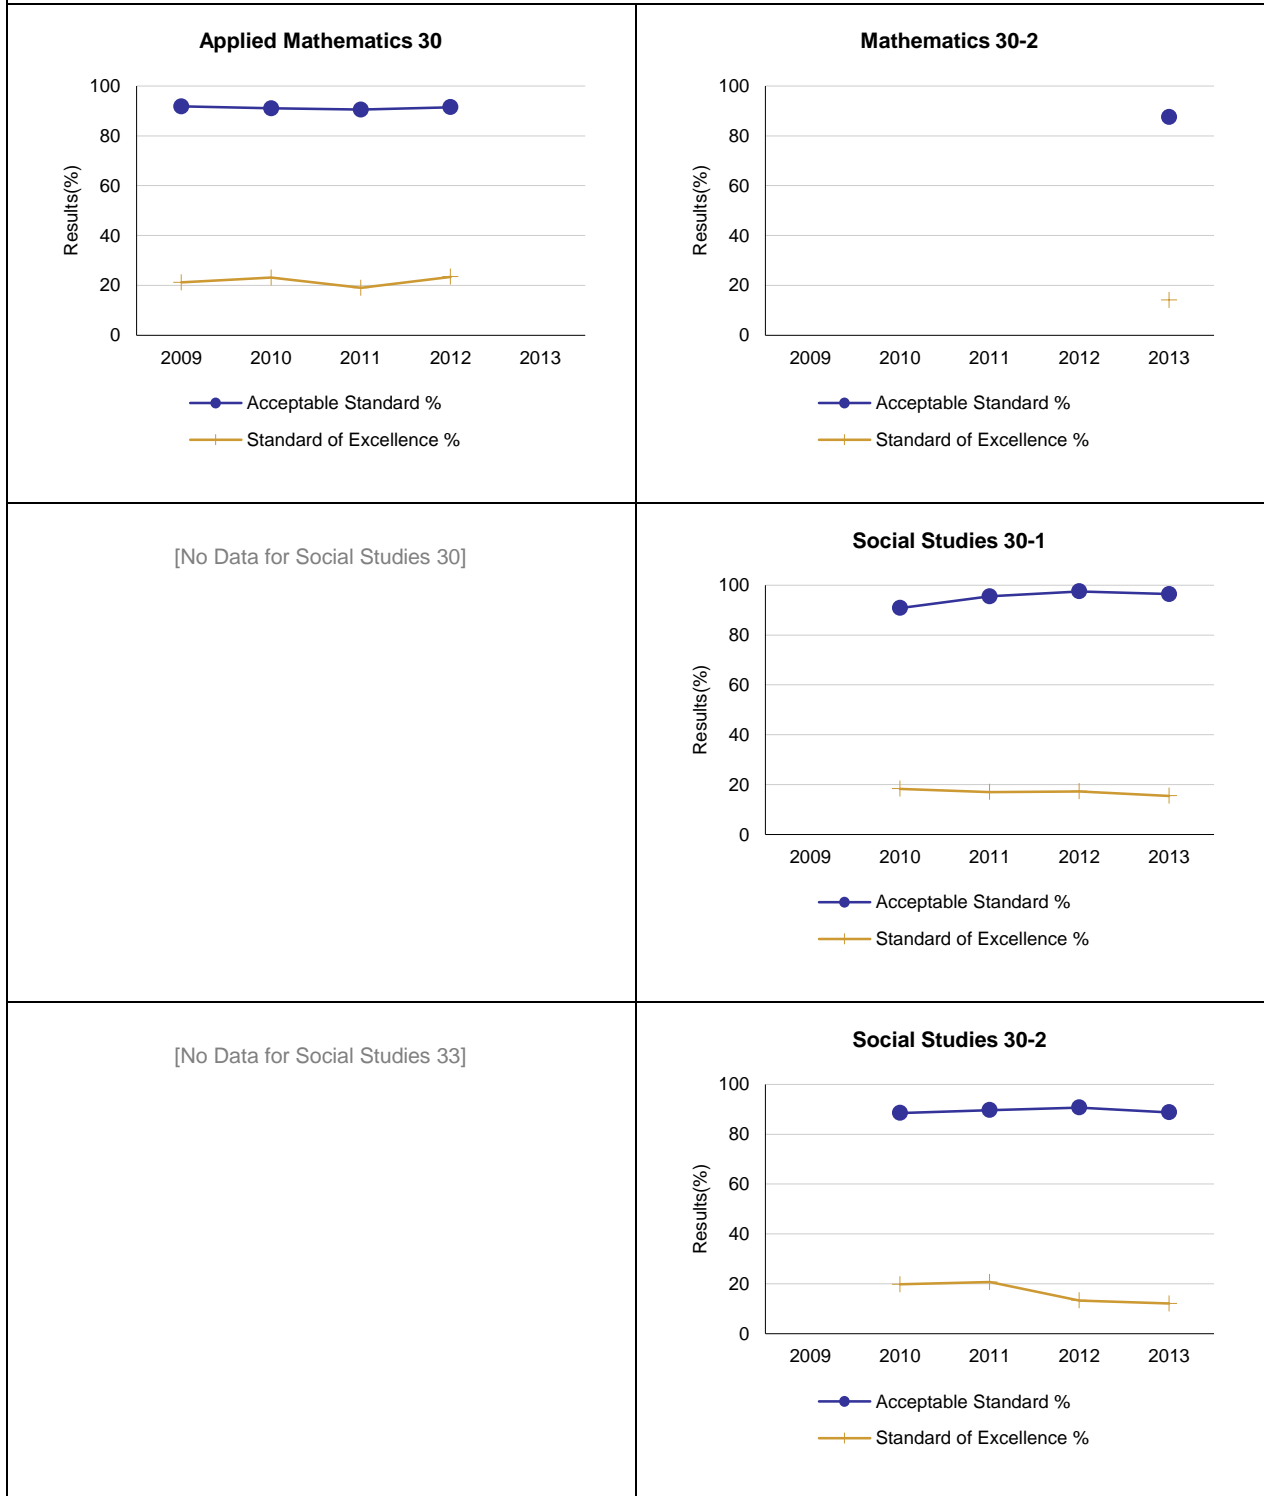 Applied Mathematics 30
Results(%)
100
80
60
40
20
0
2009 2010 2011 2012 2013
Acceptable Standard %
Standard of Excellence %
Mathematics 30-2
Results(%)
100
80
60
40
20
0
2009 2010 2011 2012 2013
Acceptable Standard %
Standard of Excellence %
[No Data for Social Studies 30]
Social Studies 30-1
Results(%)
100
80
60
40
20
0
2009 2010 2011 2012 2013
Acceptable Standard %
Standard of Excellence %
[No Data for Social Studies 33]
Social Studies 30-2
Results(%)
100
80
60
40
20
0
2009 2010 2011 2012 2013
Acceptable Standard %
Standard of Excellence %